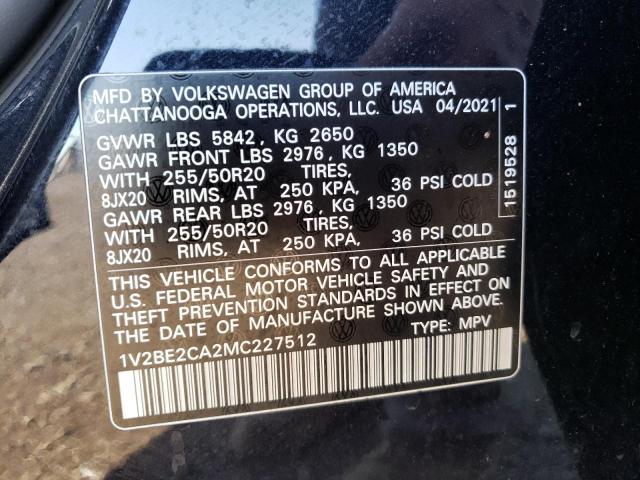 MFD BY VOLKSWAGEN GROUP OF AMERICA
CHATTANOOGA OPERATIONS, LLC. USA 04/2021
GVWR LBS 5842, KG 2650
GAWR FRONT LBS 2976, KG 1350
WITH 255/50R20 TIRES,
8JX20 RIMS, AT 250 KPA, 36 PSI COLD
GAWR REAR LBS 2976, KG 1350
WITH 255/50R20 TIRES,
8JX20 RIMS, AT 250 KPA, 36 PSI COLD
THIS VEHICLE CONFORMS TO ALL APPLICABLE
U.S. FEDERAL MOTOR VEHICLE SAFETY AND
THEFT PREVENTION STANDARDS IN EFFECT ON
THE DATE OF MANUFACTURE SHOWN ABOVE.
1V2BE2CA2MC227512 TYPE: MPV
1519528 1